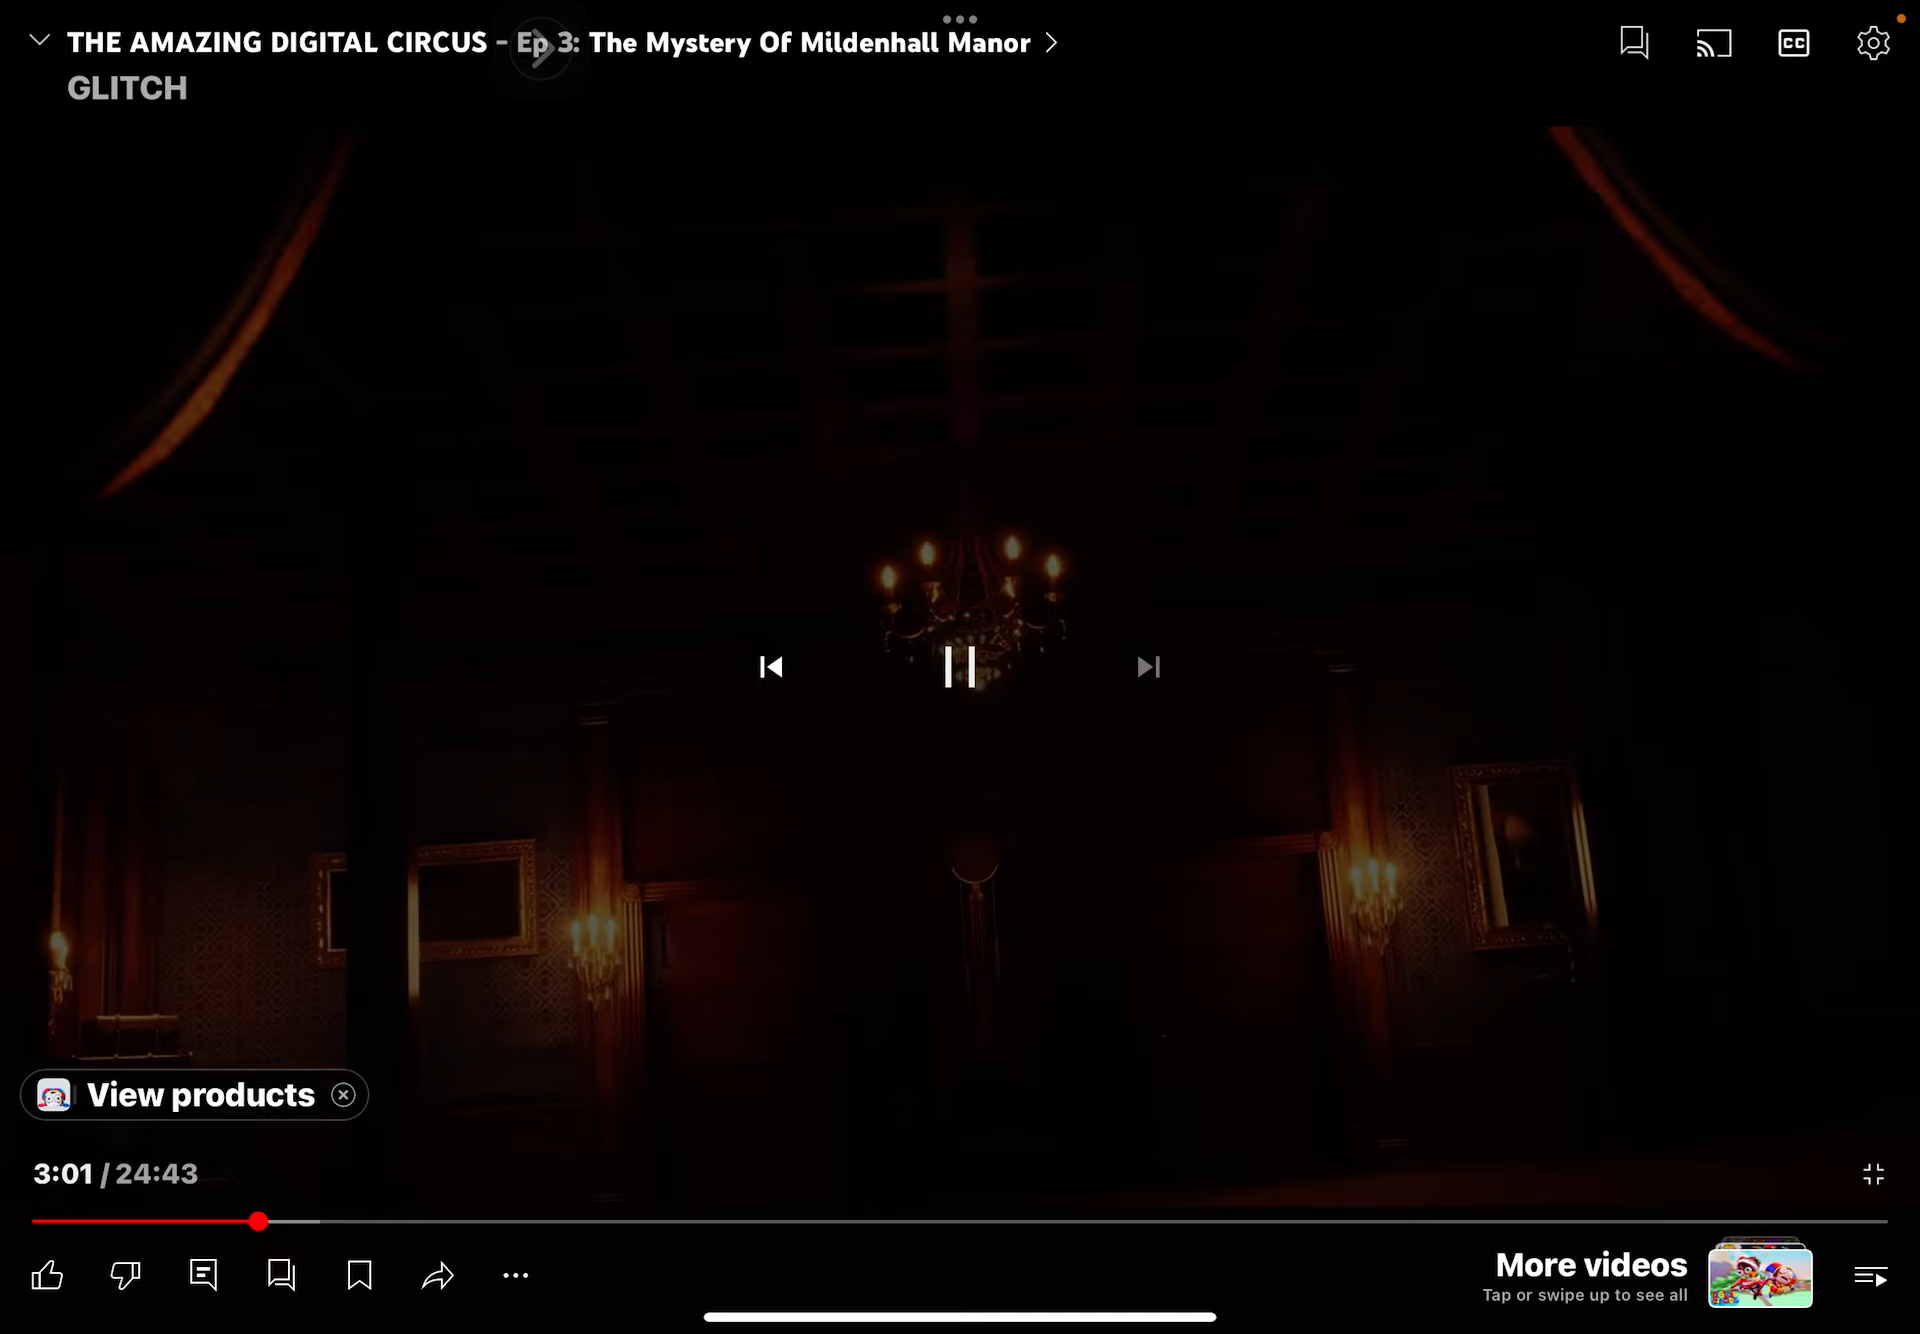 THE AMAZING DIGITAL CIRCUS - Ep 3: The Mystery Of Mildenhall Manor
GLITCH
CC
View products
3:01 / 24:43
More videos
Tap or swipe up to see all